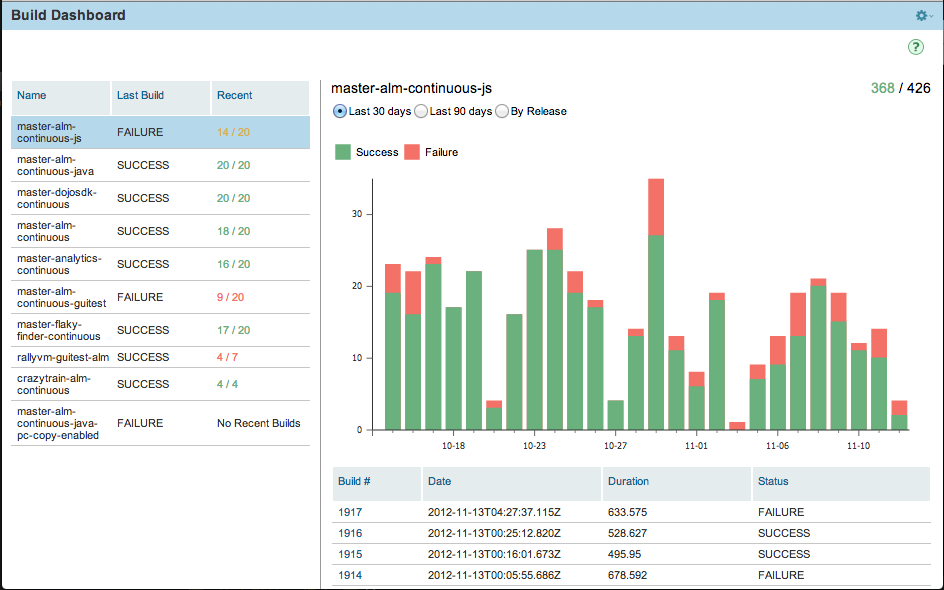 Build Dashboard
?
Name Last Build Recent
master-alm-
continuous-js FAILURE 14 / 20
master-alm-
continuous-java SUCCESS 20 / 20
master-dojosdk-
continuous SUCCESS 20 / 20
master-alm-
continuous SUCCESS 18 / 20
master-analytics-
continuous SUCCESS 16 / 20
master-alm-
continuous-guitest FAILURE 9 / 20
master-flaky-
finder-continuous SUCCESS 17 / 20
rallyvm-guitest-alm SUCCESS 4 / 7
crazytrain-alm-
continuous SUCCESS 4 / 4
master-alm-
continuous-java-
pc-copy-enabled FAILURE No Recent Builds
master-alm-continuous-js 368 / 426
Last 30 days Last 90 days By Release
Success Failure
30
20
10
0
10-18 10-23 10-27 11-01 11-06 11-10
Build # Date Duration Status
1917 2012-11-13T04:27:37.115Z 633.575 FAILURE
1916 2012-11-13T00:25:12.820Z 528.627 SUCCESS
1915 2012-11-13T00:16:01.673Z 495.95 SUCCESS
1914 2012-11-13T00:05:55.686Z 678.592 FAILURE